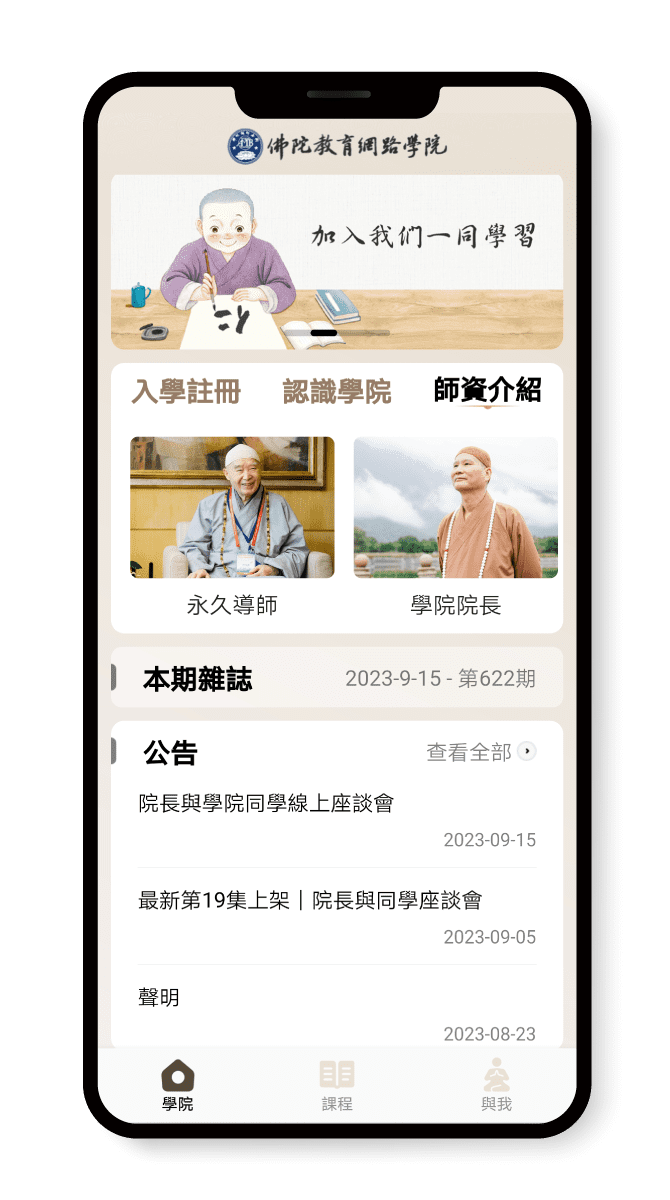 佛陀教育網路學院
加入我们一同學習
入學註冊 認識學院 師資介紹
永久導師 學院院長
本期雜誌 2023-9-15 - 第622期
公告 查看全部
院長與學院同學線上座談會
2023-09-15
最新第19集上架｜院長與同學座談會
2023-09-05
聲明
2023-08-23
學院 課程 與我